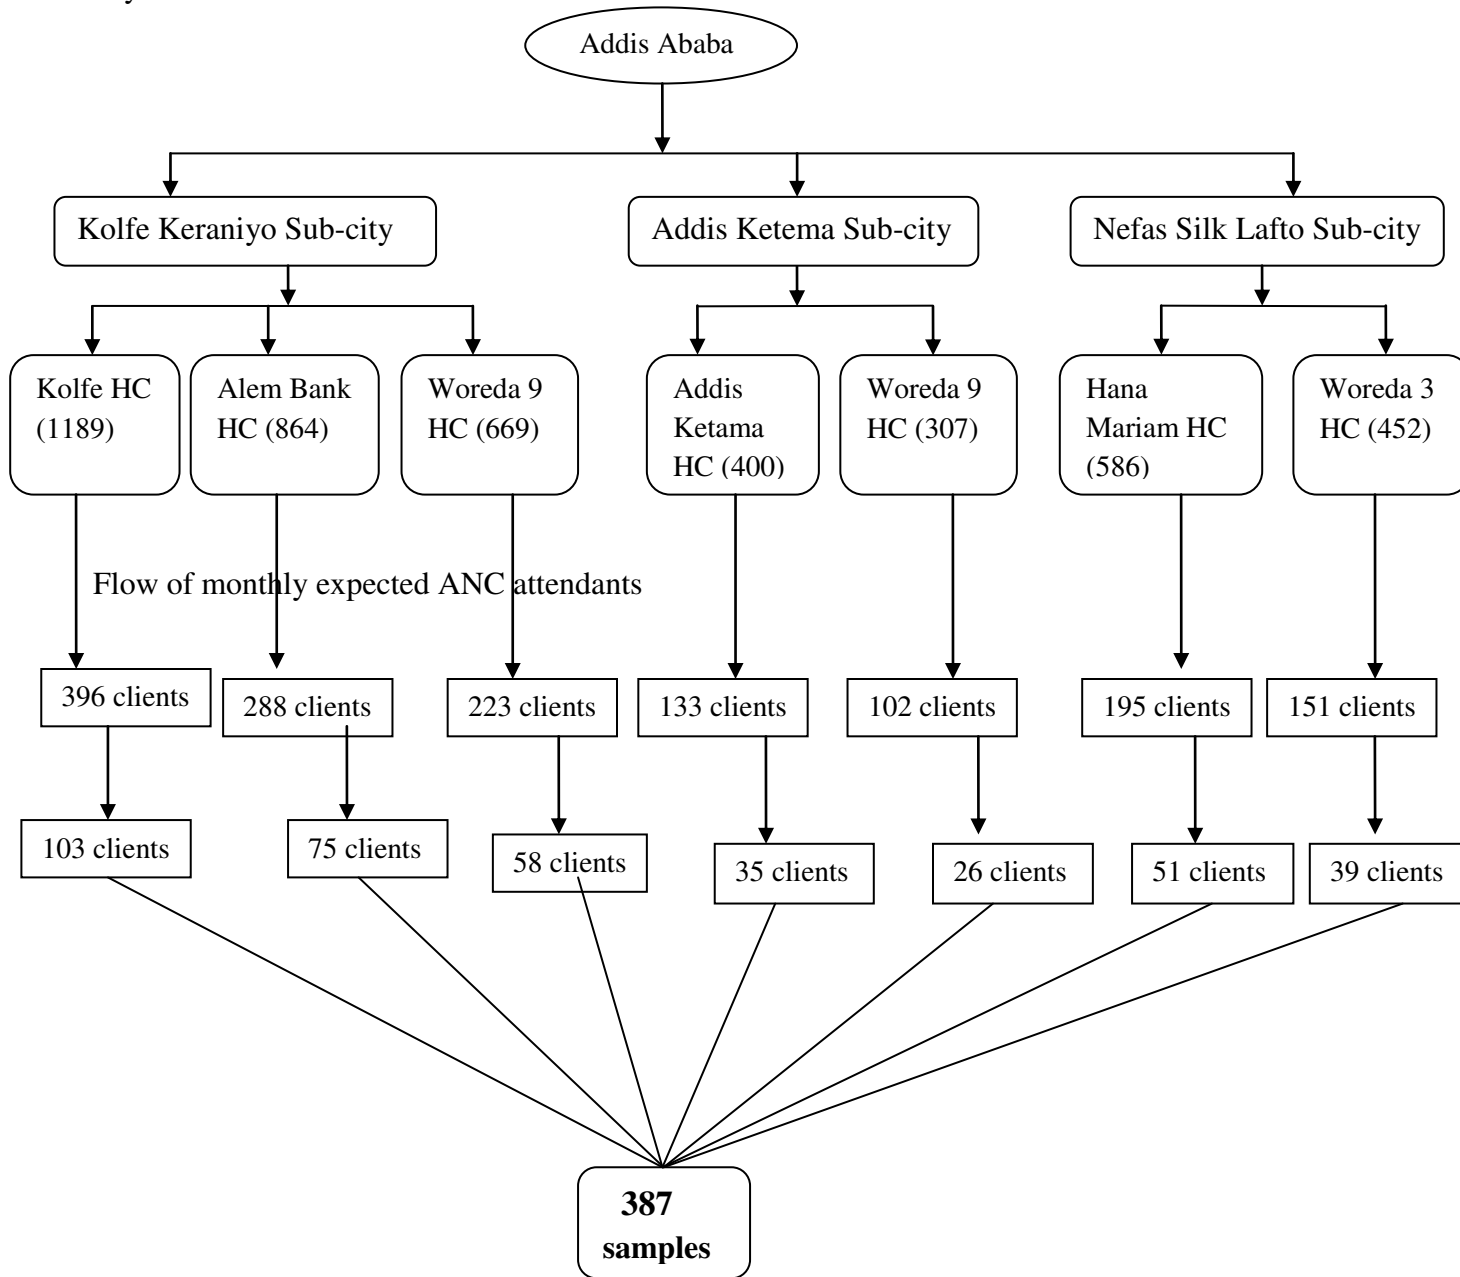 Addis Ababa
Kolfe Keraniyo Sub-city
Addis Ketema Sub-city
Nefas Silk Lafto Sub-city
Kolfe HC
(1189)
Alem Bank
HC (864)
Woreda 9
HC (669)
Addis
Ketama
HC (400)
Woreda 9
HC (307)
Hana
Mariam HC
(586)
Woreda 3
HC (452)
Flow of monthly expected ANC attendants
396 clients
288 clients
223 clients
133 clients
102 clients
195 clients
151 clients
103 clients
75 clients
58 clients
35 clients
26 clients
51 clients
39 clients
387
samples